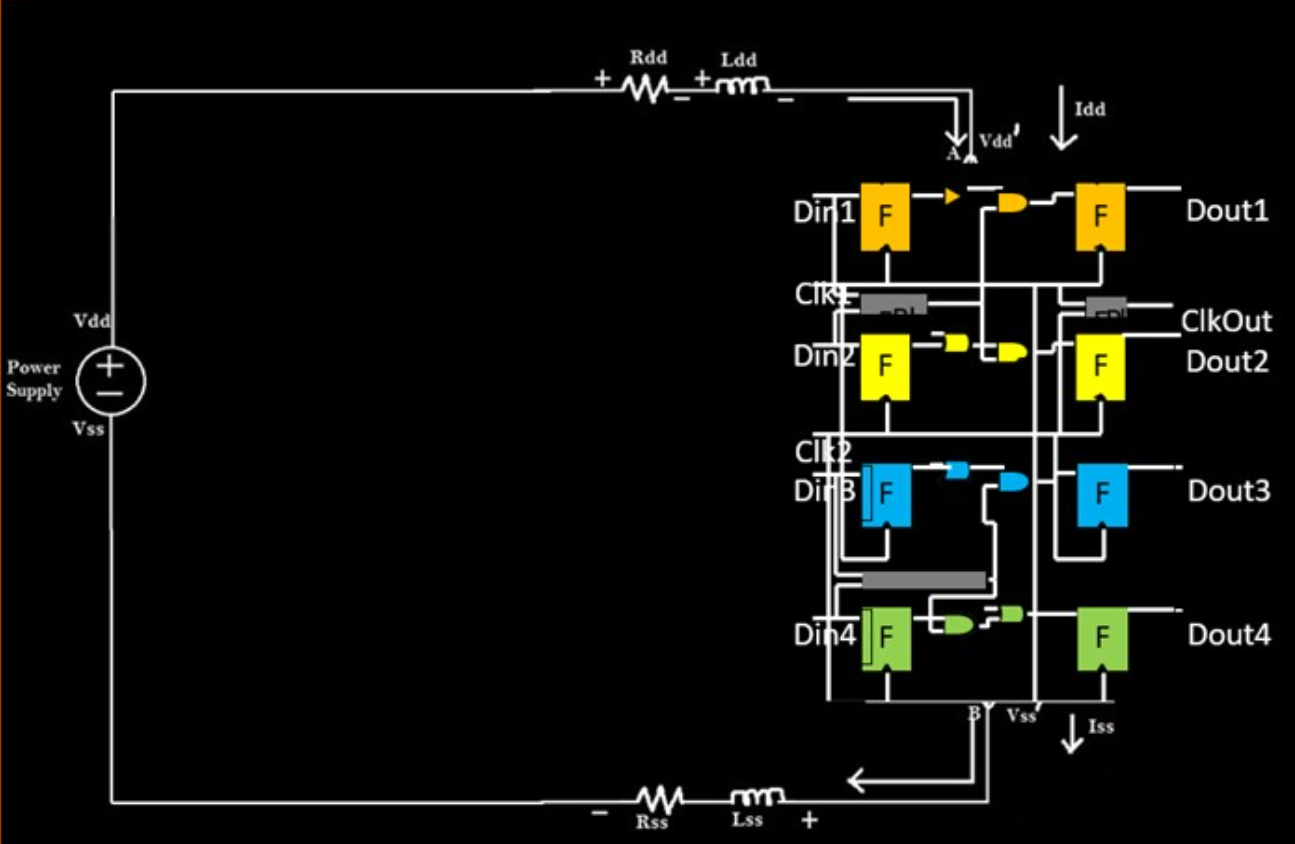 Rdd
Ldd
+ − + −
Idd
Vdd'
A
Din1
F
F
Dout1
Clk1
ClkOut
Vdd
Din2
F
F
Dout2
Power
Supply
+
−
Vss
Clk2
Din3
F
F
Dout3
Din4
F
F
Dout4
B
Vss'
Iss
−
Rss
Lss
+